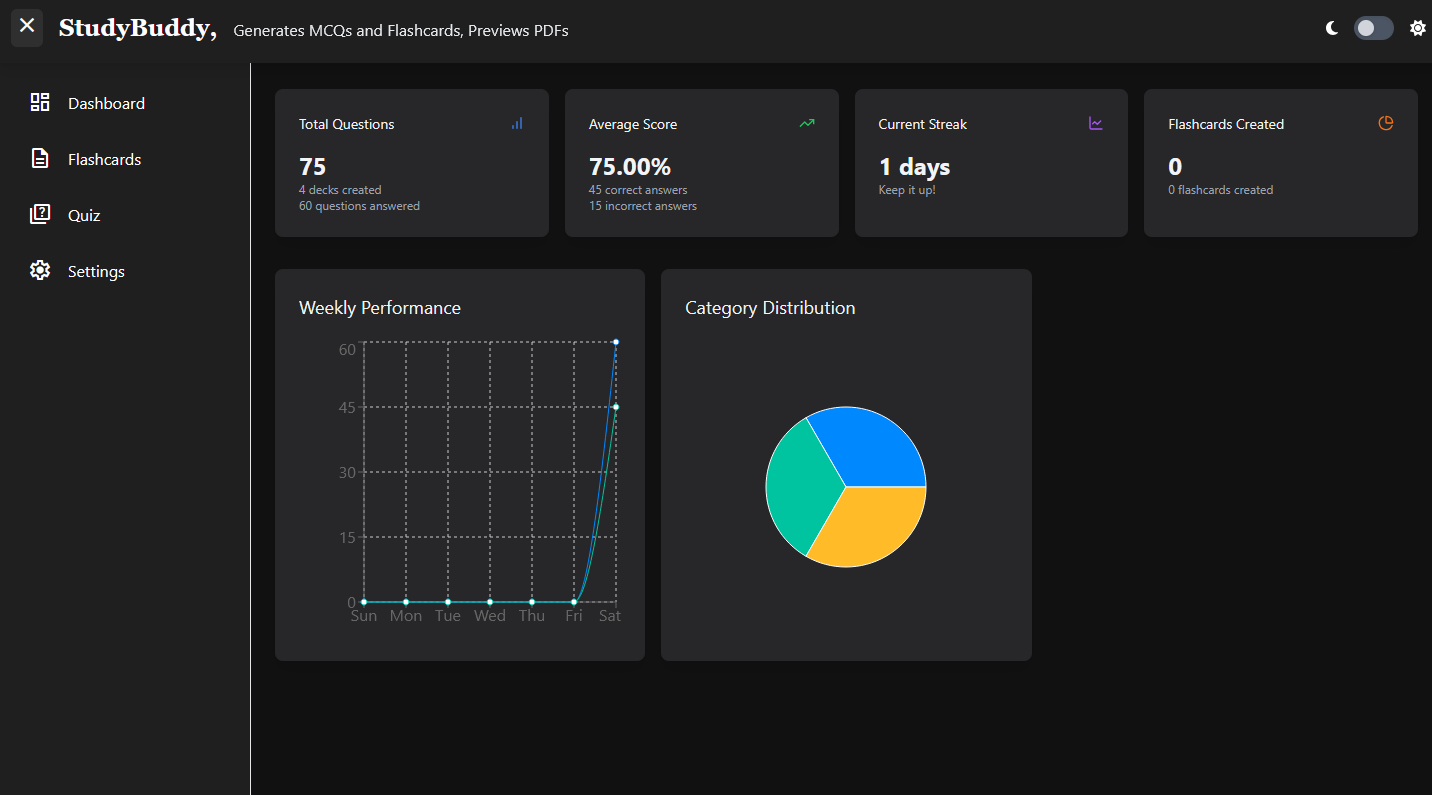 StudyBuddy, Generates MCQs and Flashcards, Previews PDFs
Dashboard
Flashcards
Quiz
Settings
Total Questions
75
4 decks created
60 questions answered
Average Score
75.00%
45 correct answers
15 incorrect answers
Current Streak
1 days
Keep it up!
Flashcards Created
0
0 flashcards created
Weekly Performance
60
45
30
15
0
Sun Mon Tue Wed Thu Fri Sat
Category Distribution